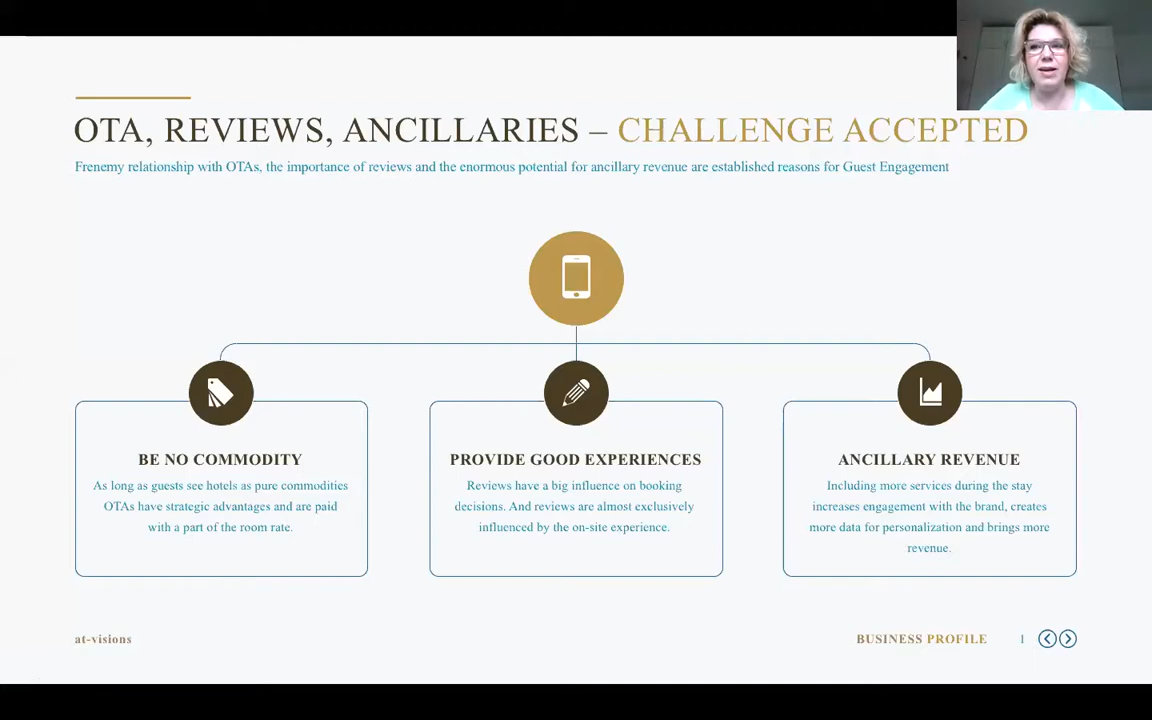 OTA, REVIEWS, ANCILLARIES – CHALLENGE ACCEPTED
Frenemy relationship with OTAs, the importance of reviews and the enormous potential for ancillary revenue are established reasons for Guest Engagement
BE NO COMMODITY
As long as guests see hotels as pure commodities
OTAs have strategic advantages and are paid
with a part of the room rate.
PROVIDE GOOD EXPERIENCES
Reviews have a big influence on booking
decisions. And reviews are almost exclusively
influenced by the on-site experience.
ANCILLARY REVENUE
Including more services during the stay
increases engagement with the brand, creates
more data for personalization and brings more
revenue.
at-visions
BUSINESS PROFILE 1